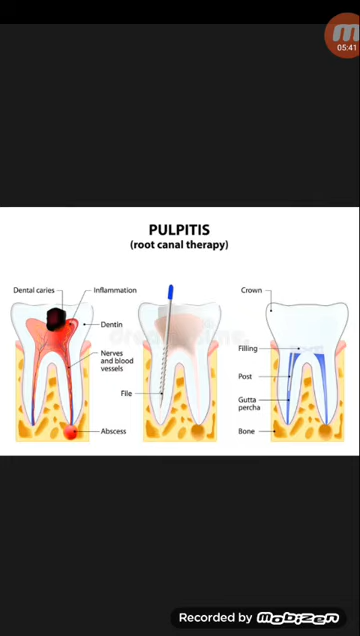 05:41
PULPITIS
(root canal therapy)
Dental caries
Inflammation
Dentin
Nerves
and blood
vessels
File
Abscess
Crown
Filling
Post
Gutta
percha
Bone
Recorded by
MOBIZEN